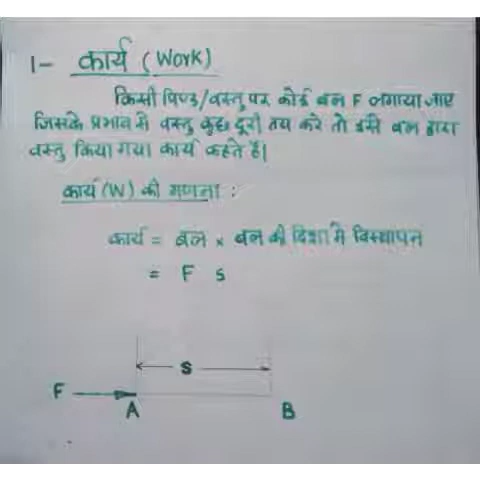 1- कार्य (Work)
किसी पिण्ड/वस्तु पर कोई बल F लगाया जाए
जिसके प्रभाव से वस्तु कुछ दूरी तय करे तो इसे बल द्वारा
वस्तु किया गया कार्य कहते है।
कार्य (W) की गणना :
कार्य = बल × बल की दिशा में विस्थापन
= F s
s
F
A B